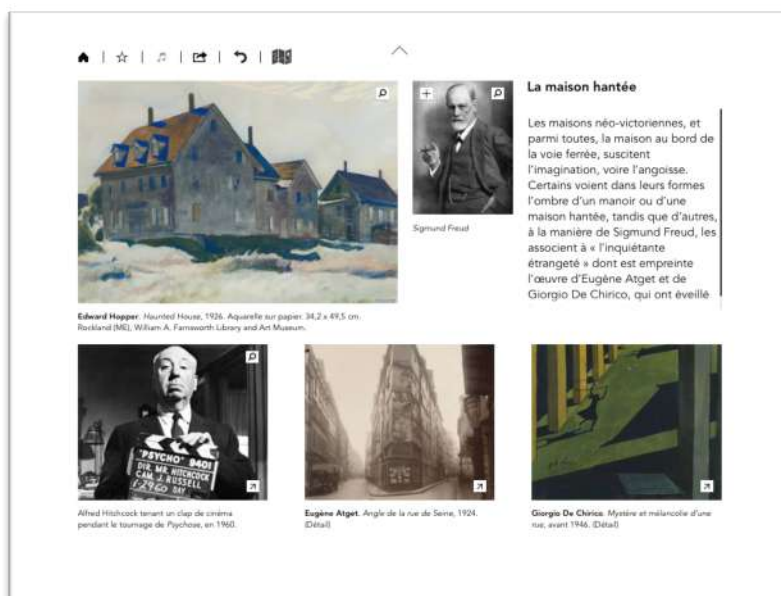 La maison hantée
Les maisons néo-victoriennes, et
parmi toutes, la maison au bord de
la voie ferrée, suscitent
l'imagination, voire l'angoisse.
Certains voient dans leurs formes
l'ombre d'un manoir ou d'une
maison hantée, tandis que d'autres,
à la manière de Sigmund Freud, les
associent à « l'inquiétante
étrangeté » dont est empreinte
l'œuvre d'Eugène Atget et de
Giorgio De Chirico, qui ont éveillé
Sigmund Freud
Edward Hopper. Haunted House, 1926. Aquarelle sur papier. 34,2 x 49,5 cm.
Rockland (ME), William A. Farnsworth Library and Art Museum.
"PSYCHO" 9401
DIR. MR. HITCHCOCK
CAM. J. RUSSELL
1-29-60 DAY
Alfred Hitchcock tenant un clap de cinéma
pendant le tournage de Psychose, en 1960.
Eugène Atget. Angle de la rue de Seine, 1924.
(Détail)
Giorgio De Chirico. Mystère et mélancolie d'une
rue, avant 1946. (Détail)